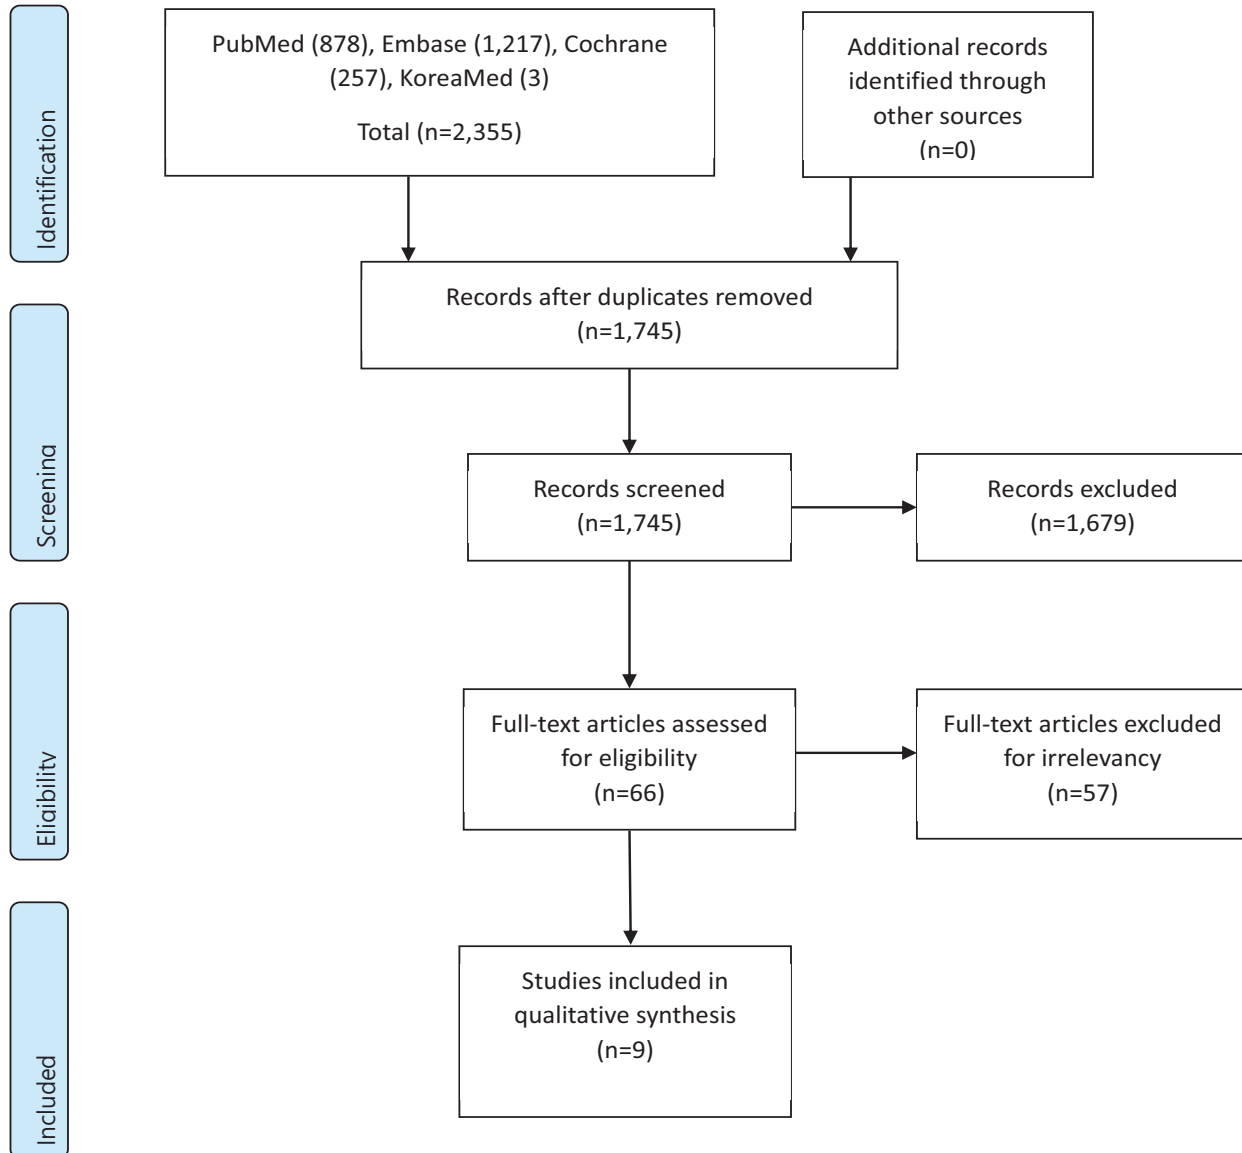 Identification
PubMed (878), Embase (1,217), Cochrane
(257), KoreaMed (3)
Total (n=2,355)
Additional records
identified through
other sources
(n=0)
Records after duplicates removed
(n=1,745)
Screening
Records screened
(n=1,745)
Records excluded
(n=1,679)
Eligibility
Full-text articles assessed
for eligibility
(n=66)
Full-text articles excluded
for irrelevancy
(n=57)
Included
Studies included in
qualitative synthesis
(n=9)